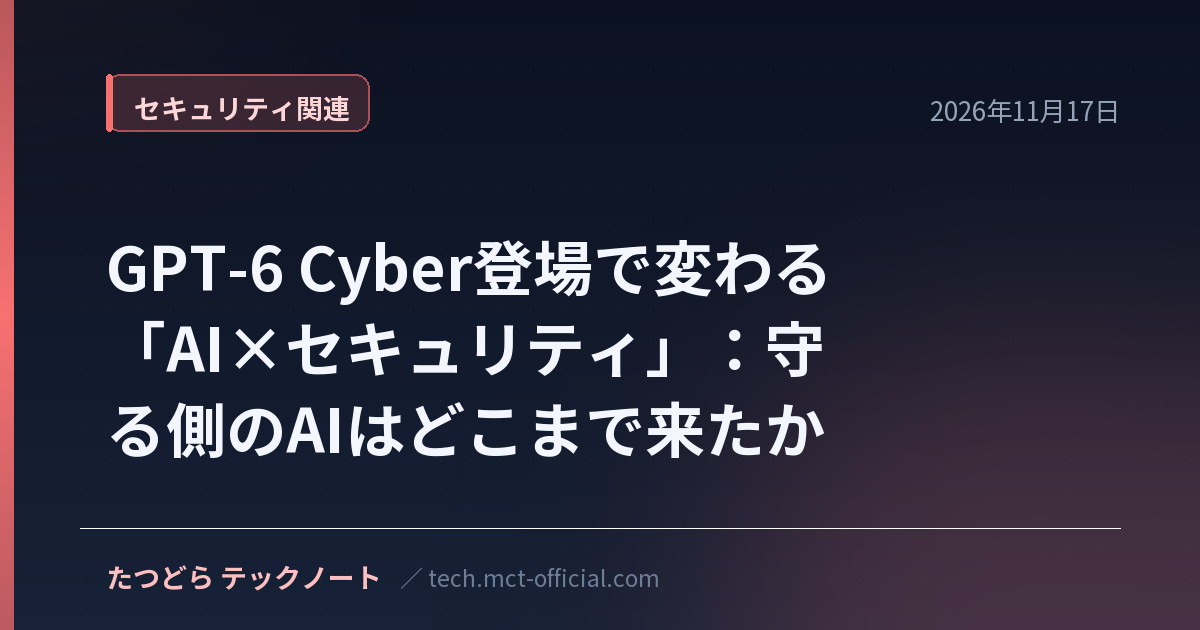 セキュリティ関連
2026年11月17日
GPT-6 Cyber登場で変わる
「AI×セキュリティ」：守
る側のAIはどこまで来たか
たつどら テックノート ／ tech.mct-official.com